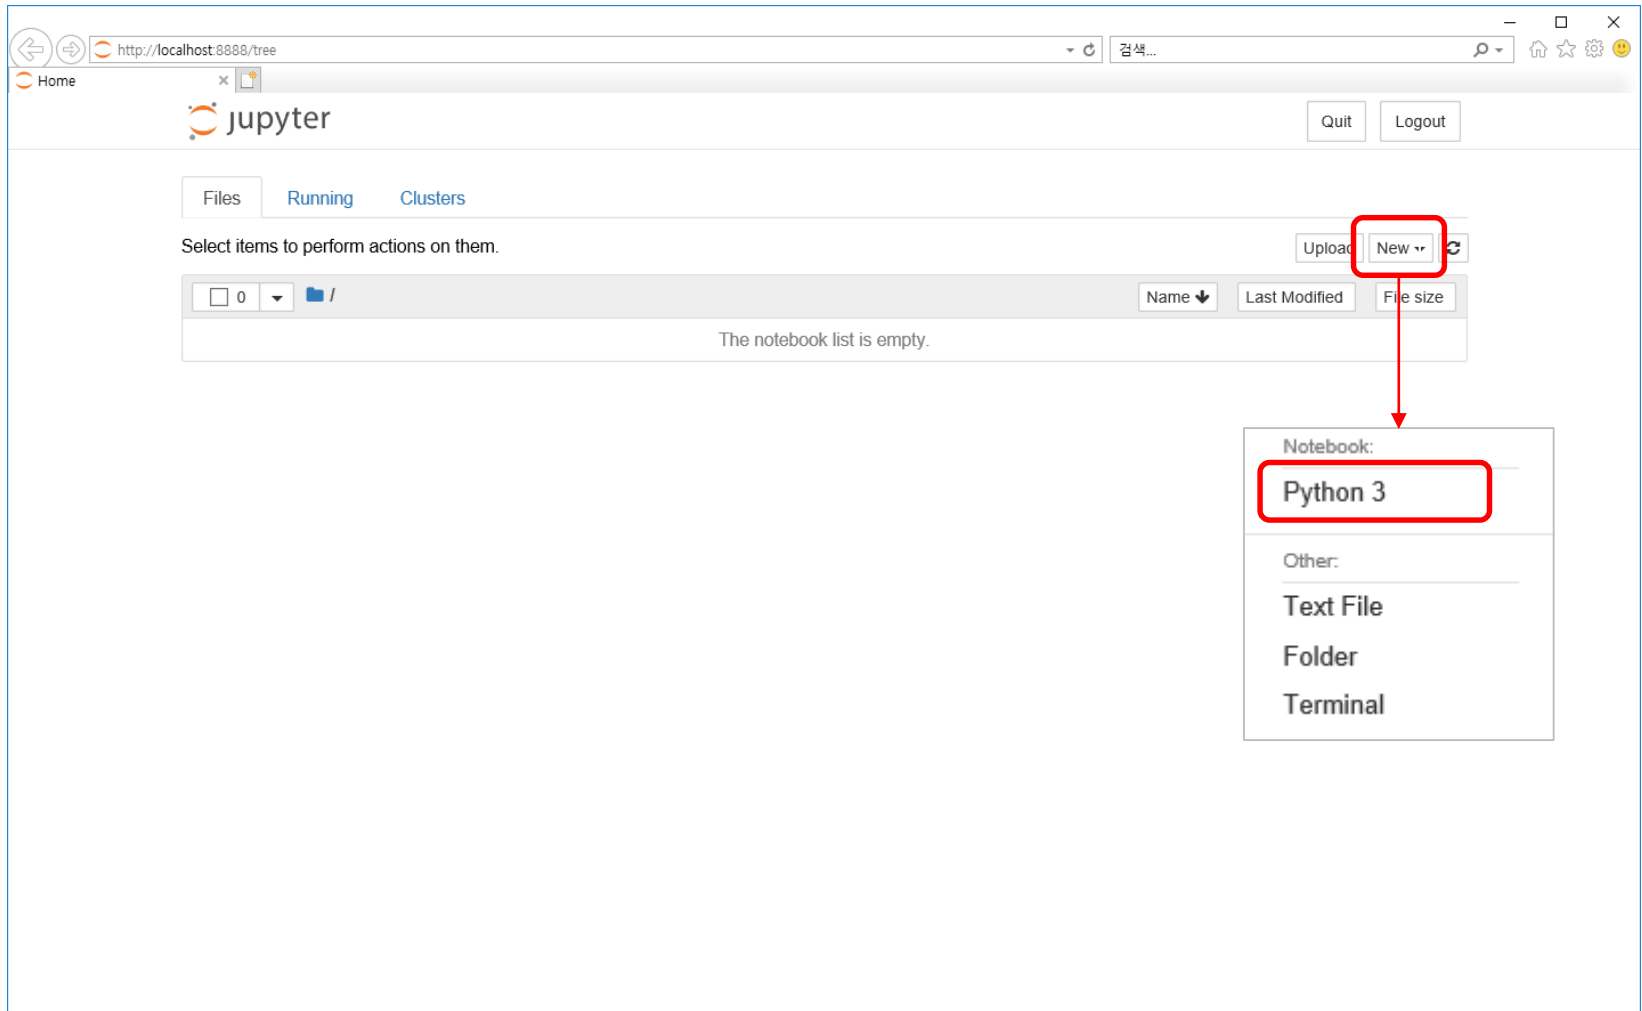 http://localhost:8888/tree
검색...
Home
jupyter
Quit
Logout
Files
Running
Clusters
Select items to perform actions on them.
Upload
New
0
/
Name
Last Modified
File size
The notebook list is empty.
Notebook:
Python 3
Other:
Text File
Folder
Terminal